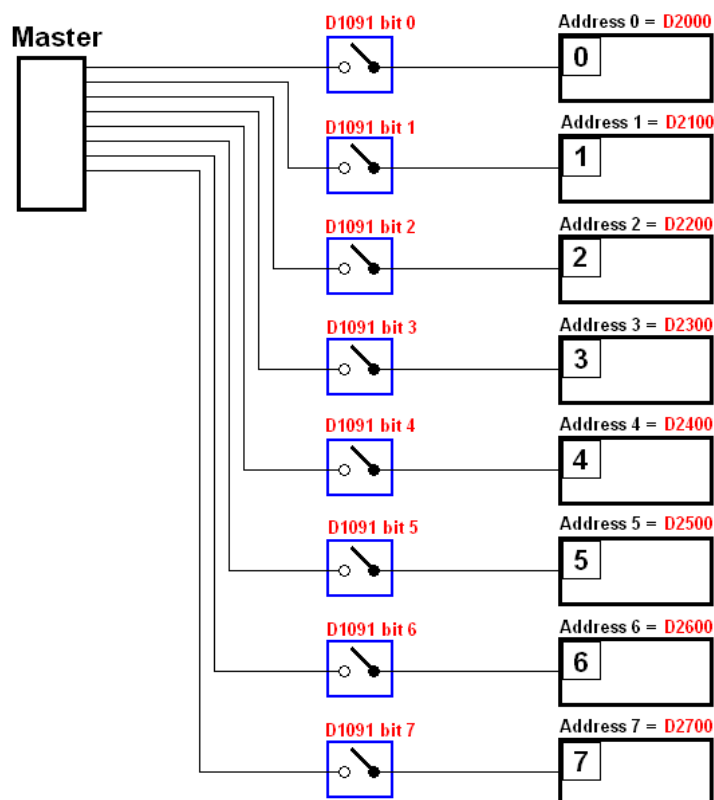 Master
D1091 bit 0
Address 0 = D2000
0
D1091 bit 1
Address 1 = D2100
1
D1091 bit 2
Address 2 = D2200
2
D1091 bit 3
Address 3 = D2300
3
D1091 bit 4
Address 4 = D2400
4
D1091 bit 5
Address 5 = D2500
5
D1091 bit 6
Address 6 = D2600
6
D1091 bit 7
Address 7 = D2700
7